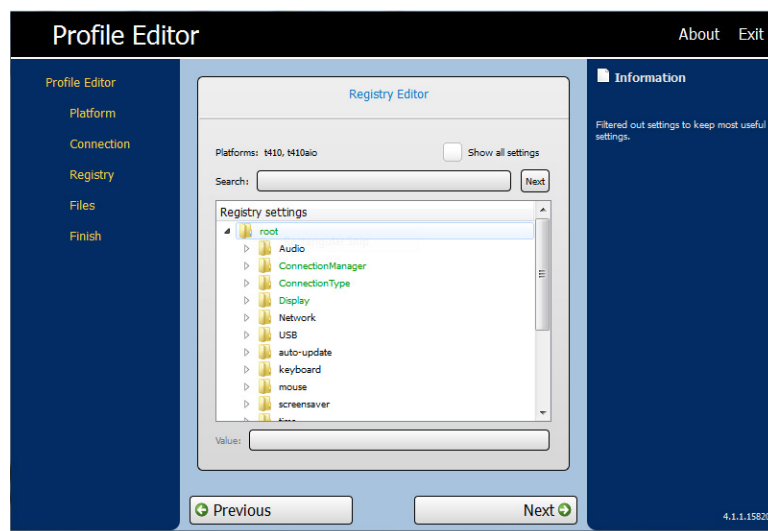 Profile Editor
About Exit
Profile Editor
Platform
Connection
Registry
Files
Finish
Registry Editor
Platforms: t410, t410aio
Show all settings
Search:
Next
Registry settings
root
Audio
ConnectionManager
ConnectionType
Display
Network
USB
auto-update
keyboard
mouse
screensaver
Value:
Previous
Next
Information
Filtered out settings to keep most useful
settings.
4.1.1.15820